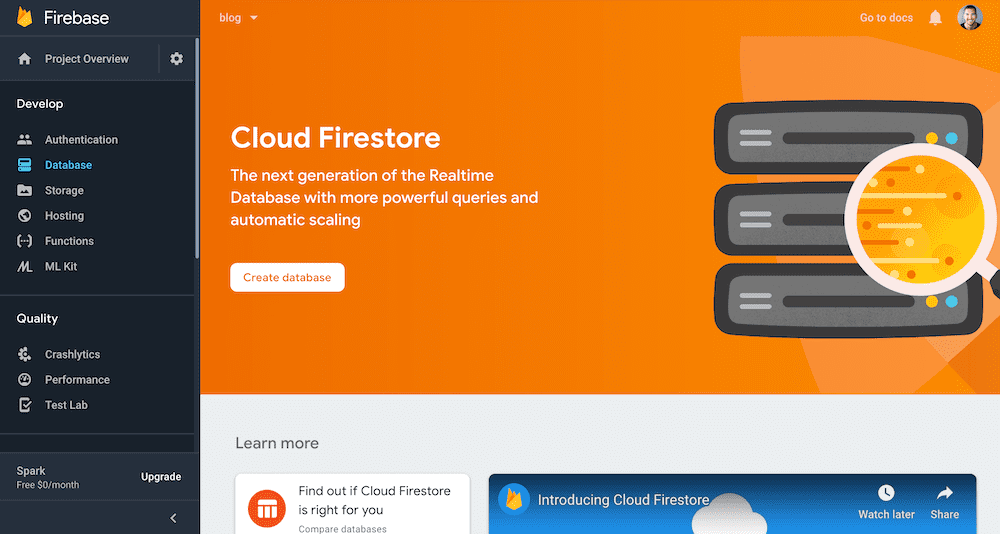 Firebase
Project Overview
Develop
Authentication
Database
Storage
Hosting
Functions
ML Kit
Quality
Crashlytics
Performance
Test Lab
Spark
Free $0/month
Upgrade
blog
Go to docs
Cloud Firestore
The next generation of the Realtime
Database with more powerful queries and
automatic scaling
Create database
Learn more
Find out if Cloud Firestore
is right for you
Compare databases
Introducing Cloud Firestore
Watch later
Share